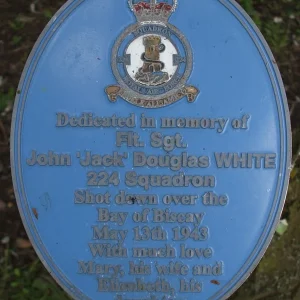 Dedicated in memory of
Flt. Sgt.
John 'Jack' Douglas WHITE
224 Squadron
Shot down over the
Bay of Biscay
May 13th 1943
With much love
Mary, his wife and
Elizabeth, his